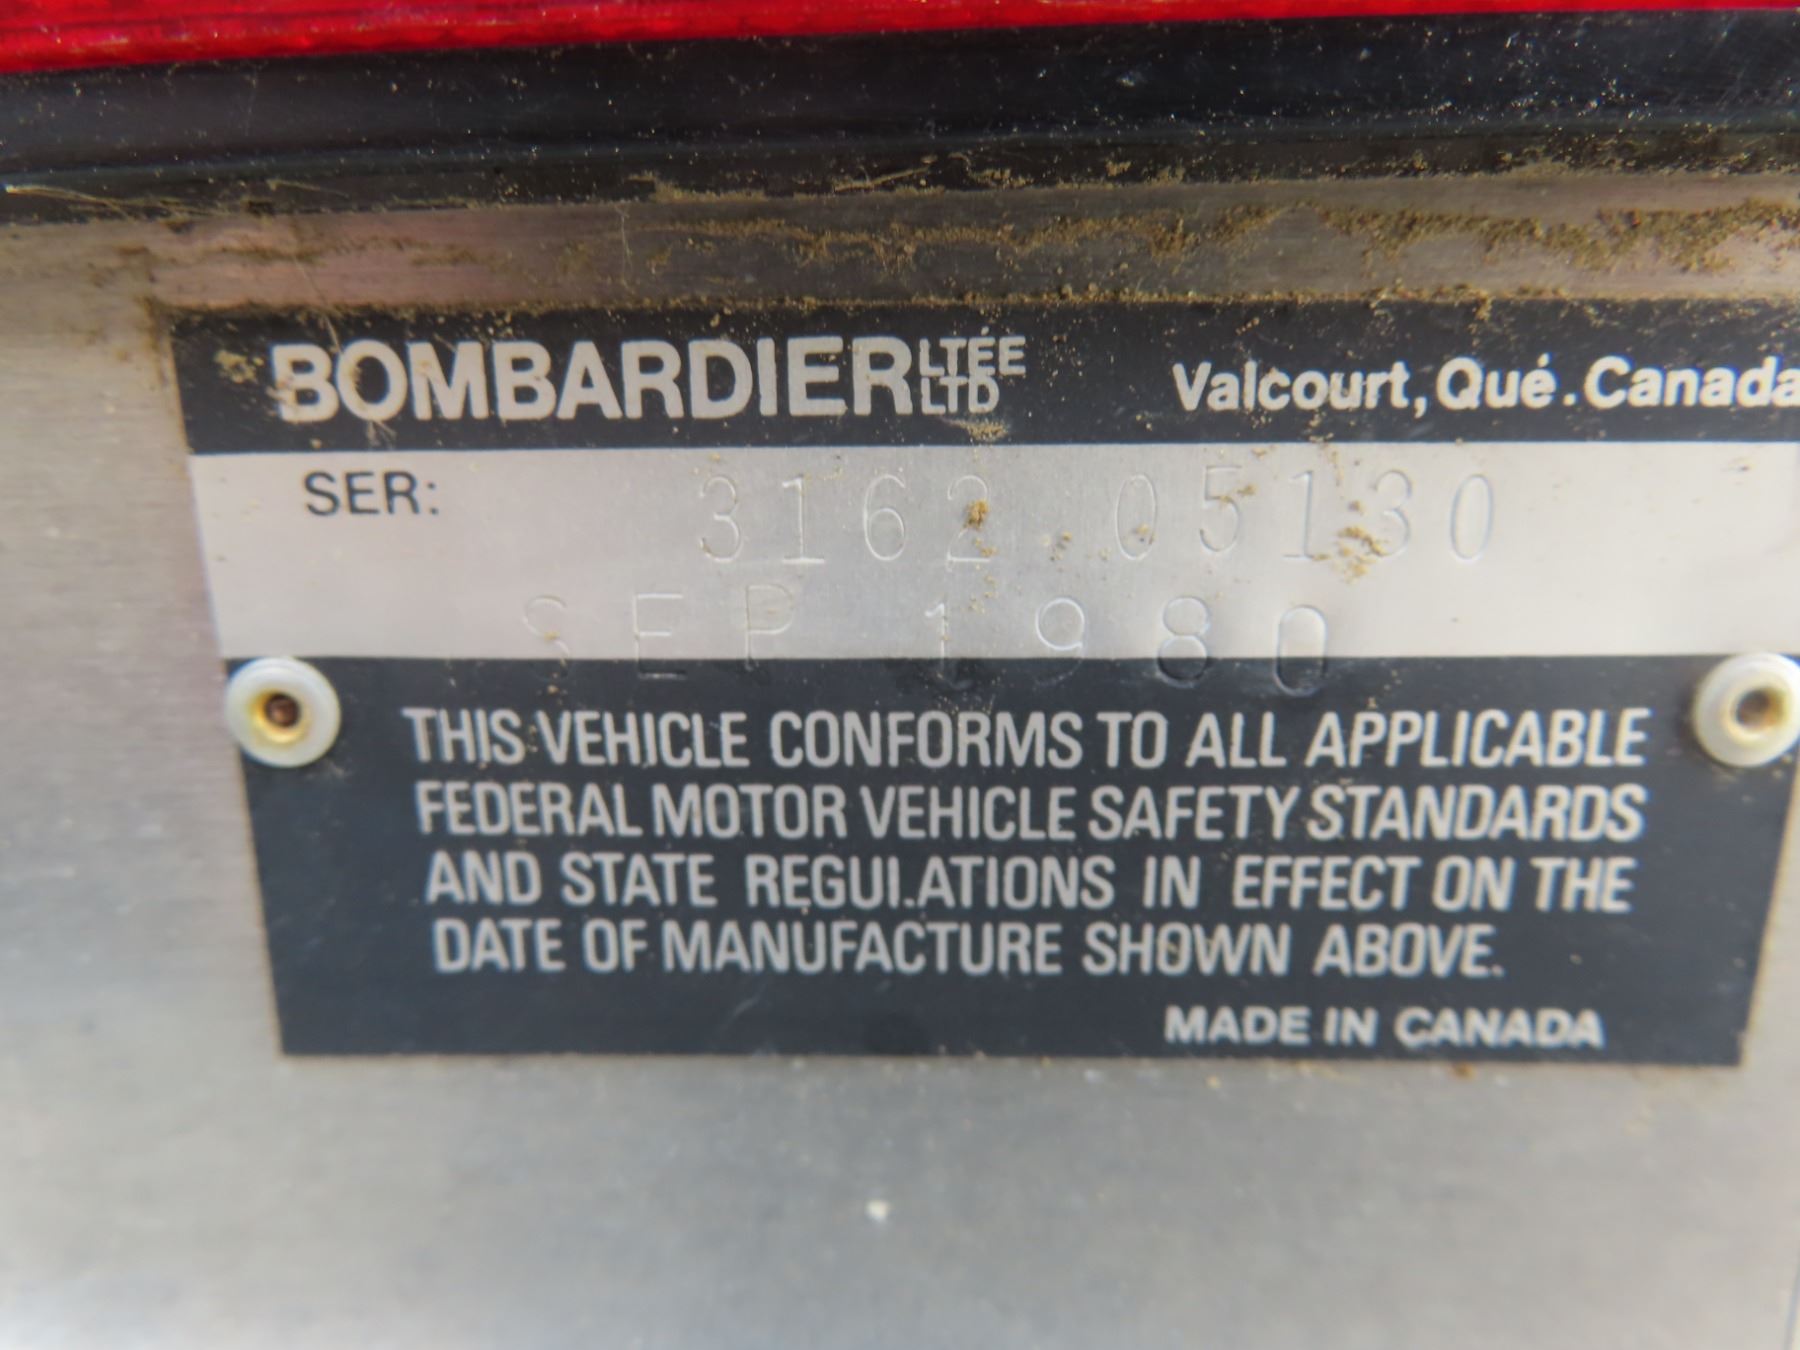 BOMBARDIER LTÉE LTD Valcourt, Qué. Canada
SER: 3162 05130
SEP 1980
THIS VEHICLE CONFORMS TO ALL APPLICABLE
FEDERAL MOTOR VEHICLE SAFETY STANDARDS
AND STATE REGULATIONS IN EFFECT ON THE
DATE OF MANUFACTURE SHOWN ABOVE.
MADE IN CANADA